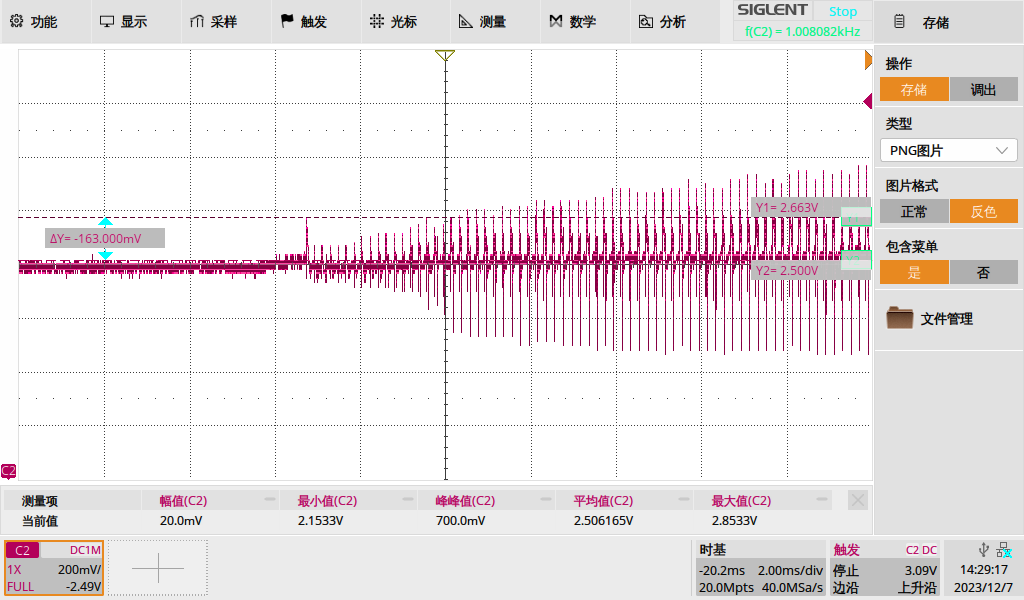 功能 显示 采样 触发 光标 测量 数学 分析 SIGLENT Stop 存储
f(C2) = 1.008082kHz
操作
存储 调出
类型
PNG图片
图片格式
正常 反色
包含菜单
是 否
文件管理
Y1= 2.663V
ΔY= -163.000mV
Y2= 2.500V
C2
测量项 幅值(C2) 最小值(C2) 峰峰值(C2) 平均值(C2) 最大值(C2)
当前值 20.0mV 2.1533V 700.0mV 2.506165V 2.8533V
C2 DC1M
1X 200mV/
FULL -2.49V
时基
-20.2ms 2.00ms/div
20.0Mpts 40.0MSa/s
触发 C2 DC
停止 3.09V
边沿 上升沿
14:29:17
2023/12/7